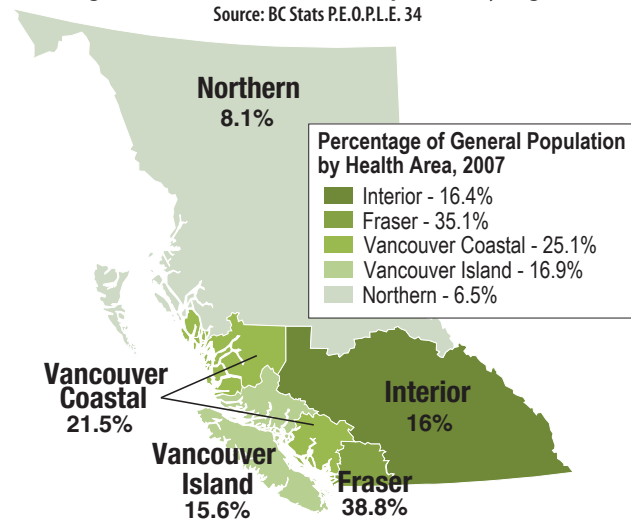 Source: BC Stats P.E.O.P.L.E. 34
Northern
8.1%
Percentage of General Population
by Health Area, 2007
Interior - 16.4%
Fraser - 35.1%
Vancouver Coastal - 25.1%
Vancouver Island - 16.9%
Northern - 6.5%
Vancouver
Coastal
21.5%
Interior
16%
Vancouver
Island
15.6%
Fraser
38.8%